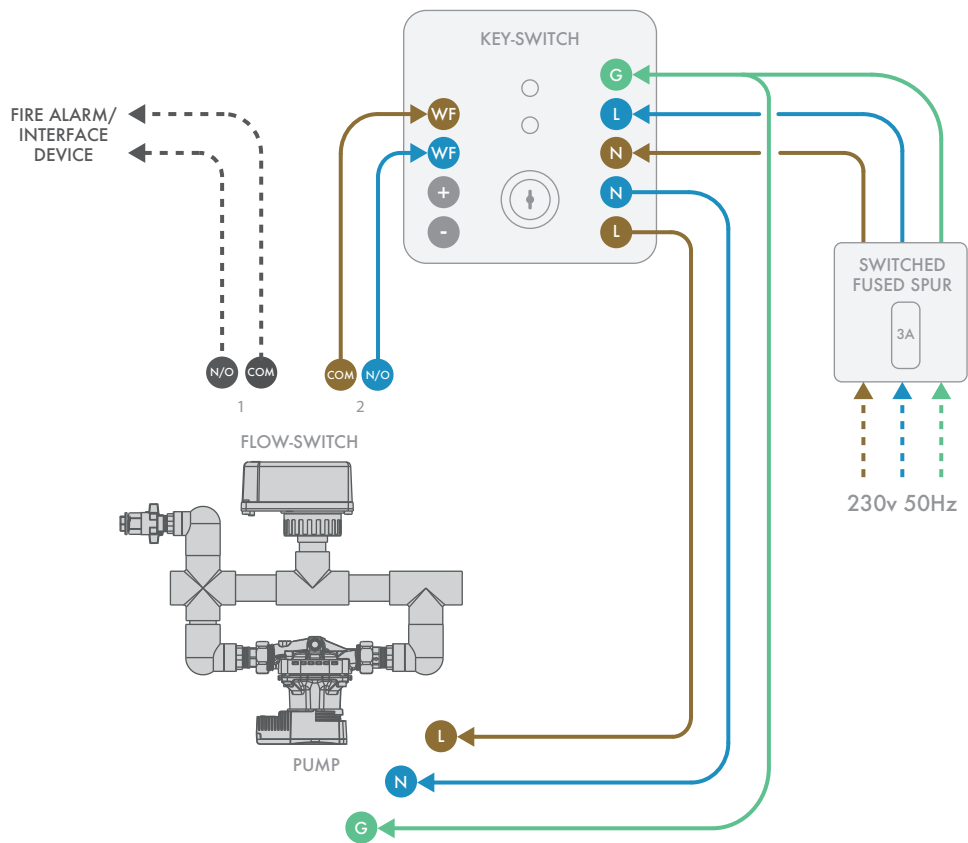 KEY-SWITCH
G
FIRE ALARM/
INTERFACE
DEVICE
WF
L
WF
N
+
N
-
L
SWITCHED
FUSED SPUR
3A
N/O
COM
COM
N/O
1
2
FLOW-SWITCH
230v 50Hz
L
PUMP
N
G